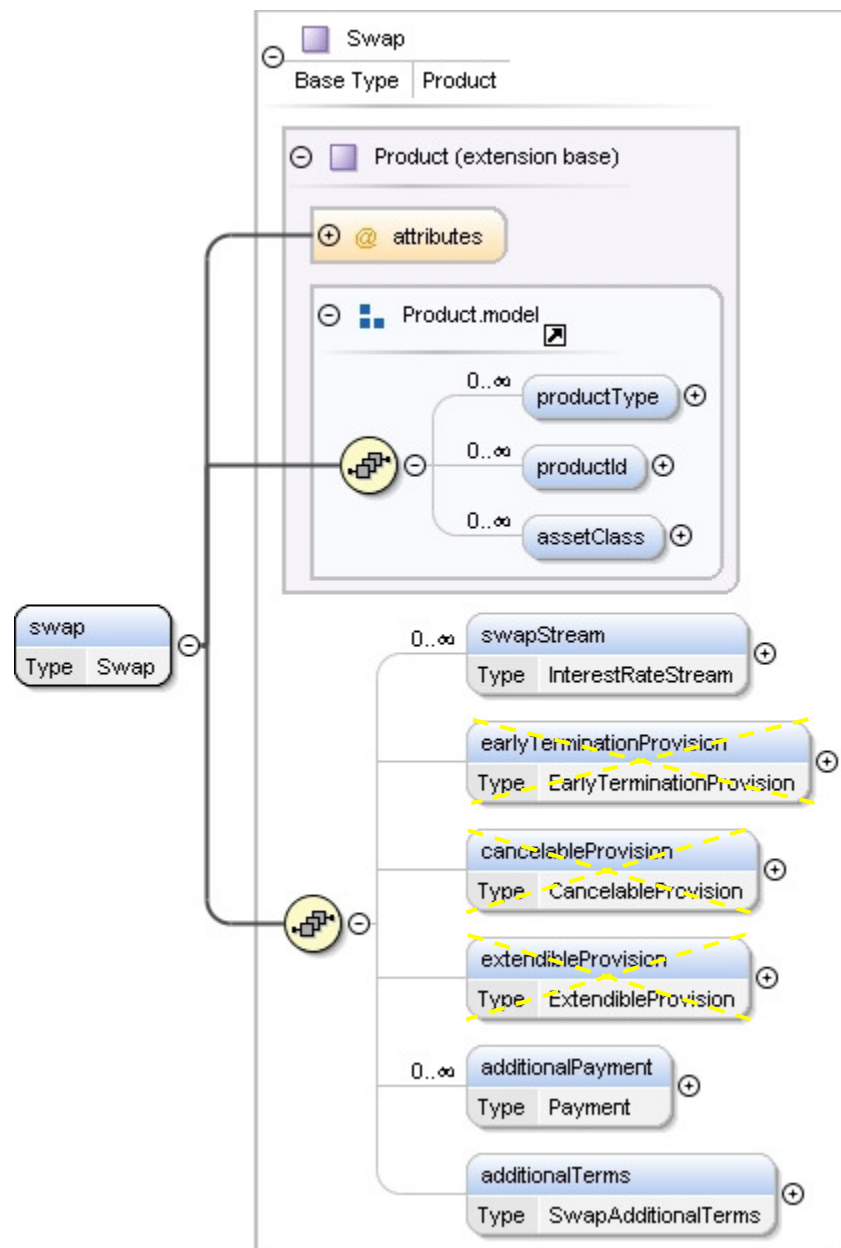 Swap
Base Type Product
Product (extension base)
@ attributes
Product.model
0..∞
productType
0..∞
productId
0..∞
assetClass
swap
Type Swap
0..∞
swapStream
Type InterestRateStream
earlyTerminationProvision
Type EarlyTerminationProvision
cancelableProvision
Type CancelableProvision
extendibleProvision
Type ExtendibleProvision
0..∞
additionalPayment
Type Payment
additionalTerms
Type SwapAdditionalTerms